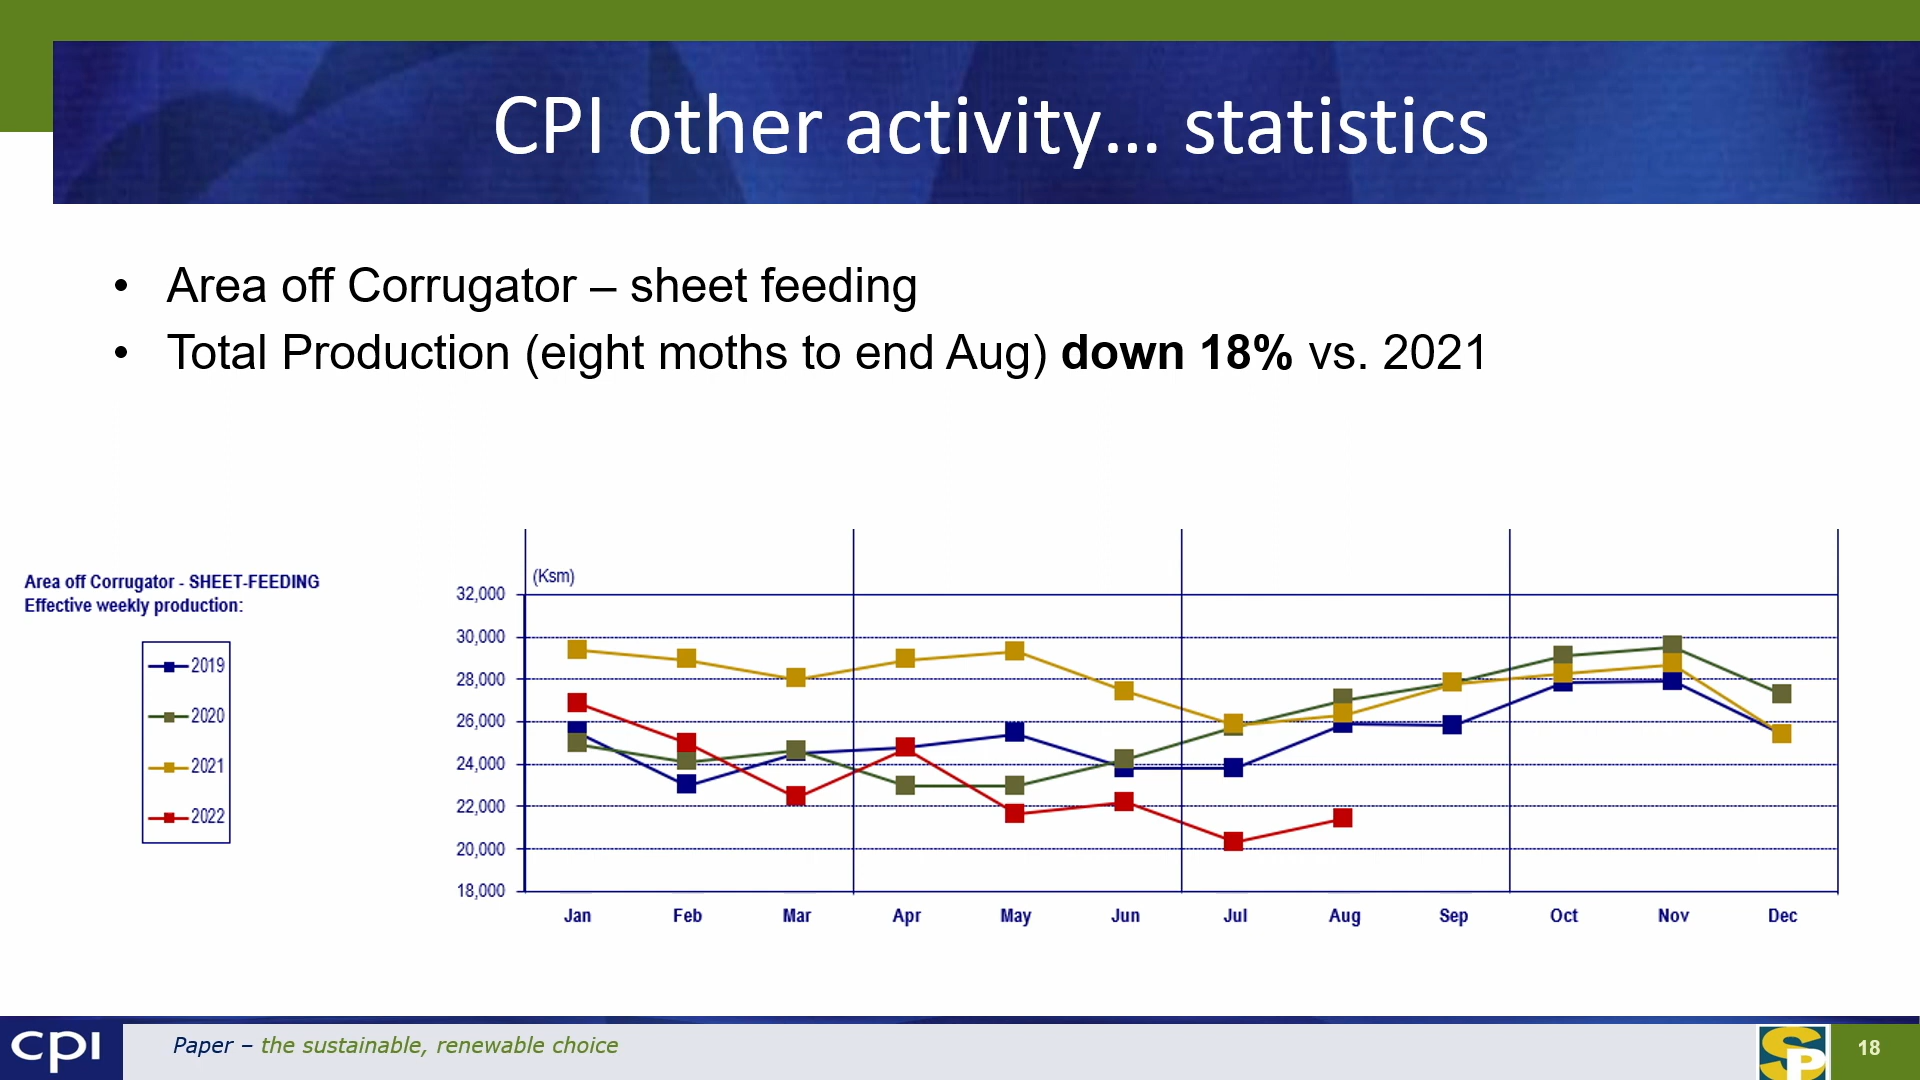 CPI other activity... statistics
• Area off Corrugator – sheet feeding
• Total Production (eight moths to end Aug) down 18% vs. 2021
Area off Corrugator - SHEET-FEEDING
Effective weekly production:
2019
2020
2021
2022
(Ksm)
32,000
30,000
28,000
26,000
24,000
22,000
20,000
18,000
Jan Feb Mar Apr May Jun Jul Aug Sep Oct Nov Dec
cpi
Paper – the sustainable, renewable choice
SP
18